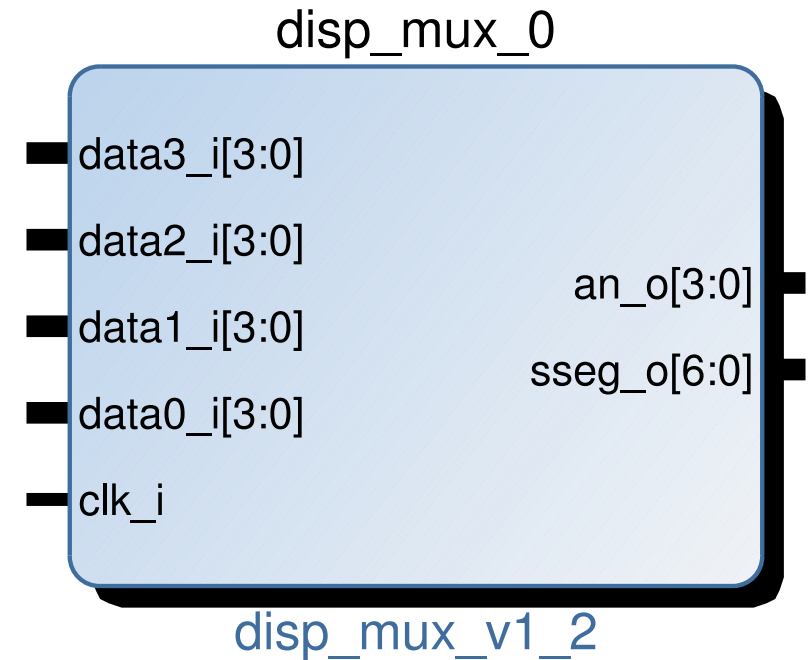 disp_mux_0
data3_i[3:0]
data2_i[3:0]
data1_i[3:0]
data0_i[3:0]
clk_i
an_o[3:0]
sseg_o[6:0]
disp_mux_v1_2